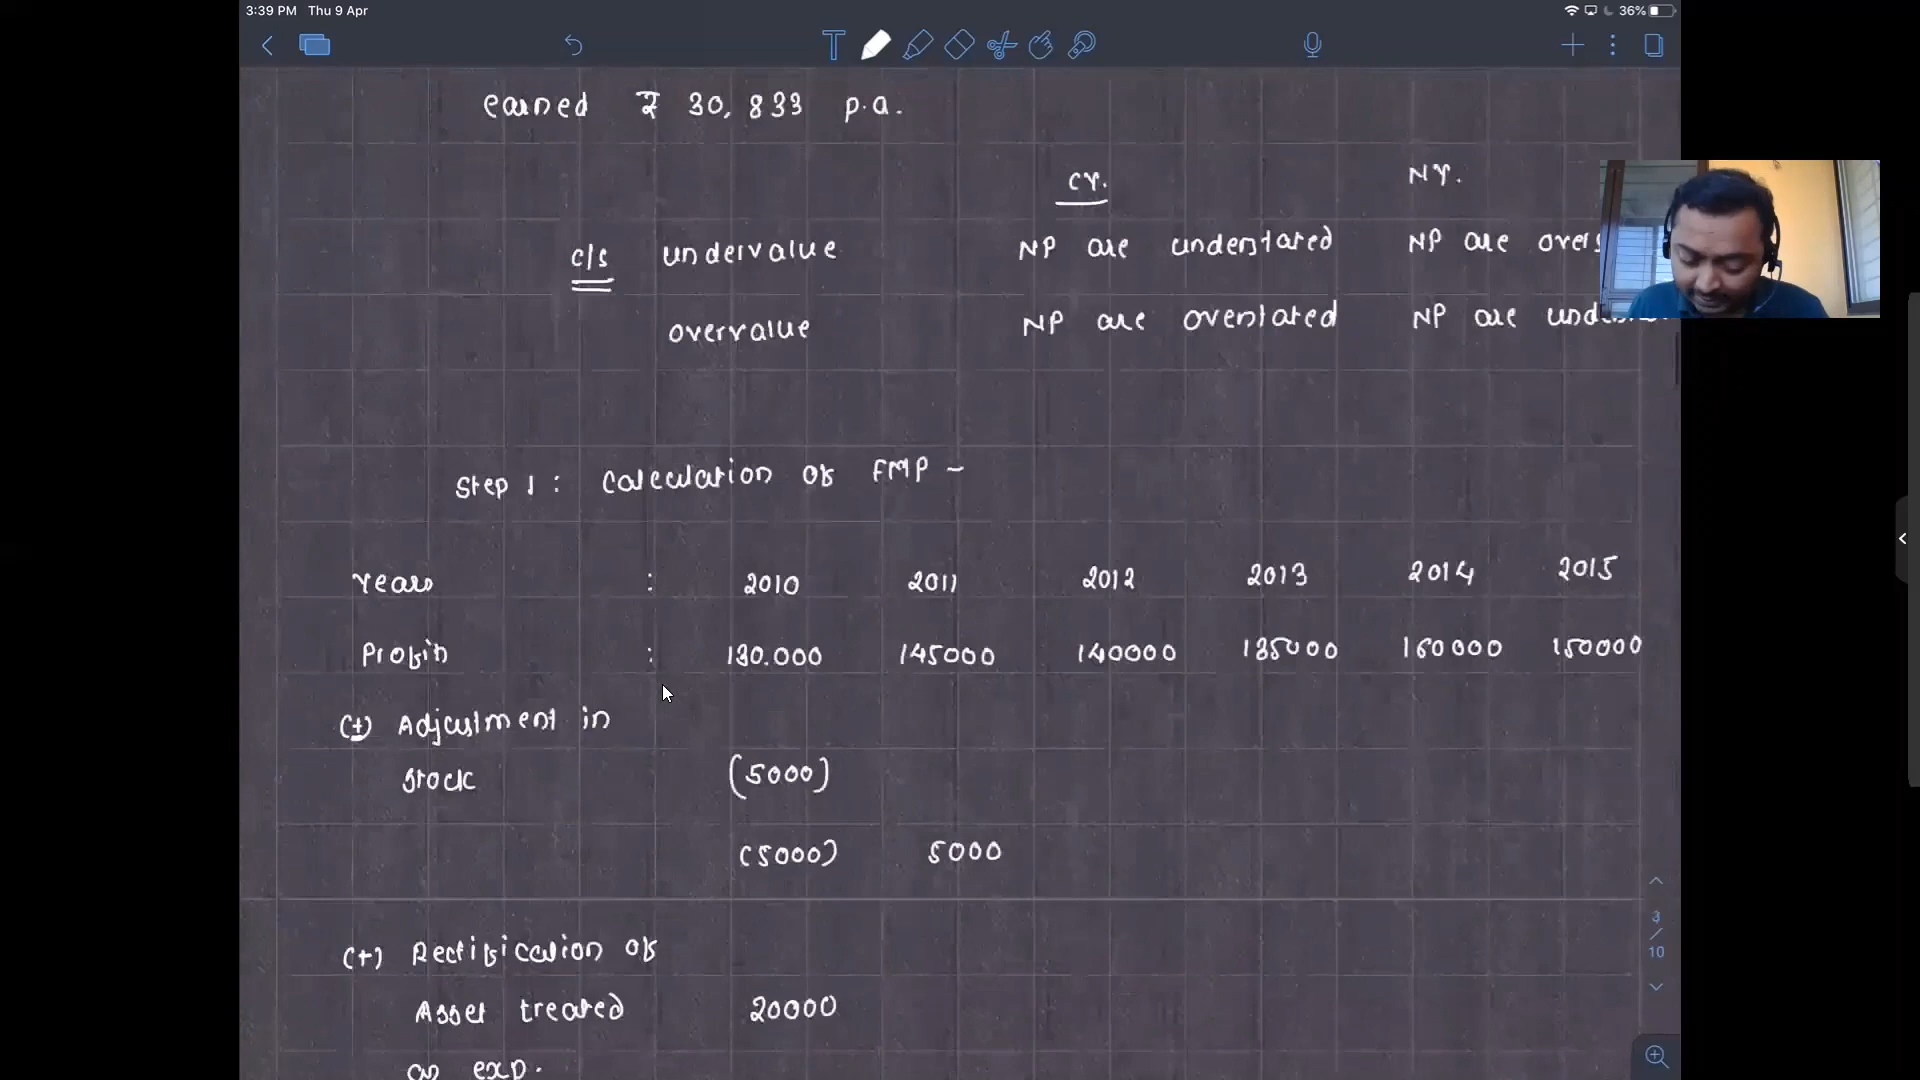 3:39 PM Thu 9 Apr
36%
T
earned ₹ 30,833 p.a.
CY. NY.
C/S undervalue NP are understated NP are overs
overvalue NP are overstated NP are
Step 1 : Calculation of FMP -
Years : 2010 2011 2012 2013 2014 2015
Profits : 130.000 145000 140000 135000 160000 150000
(±) Adjustment in
Stock (5000)
(5000) 5000
(+) Rectification of
Asset treated 20000
as exp.
3
/
10